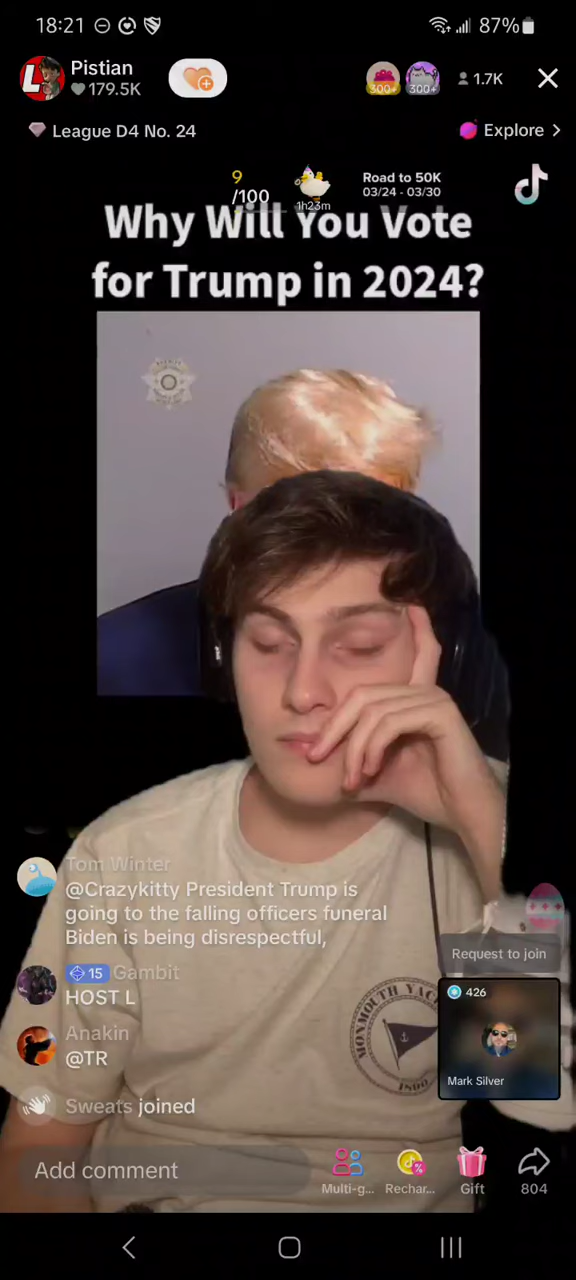 18:21
87%
Pistian
179.5K
300+
300+
1.7K
League D4 No. 24
Explore >
9
/100
1h23m
Road to 50K
03/24 - 03/30
Why Will You Vote
for Trump in 2024?
Tom Winter
@Crazykitty President Trump is
going to the falling officers funeral
Biden is being disrespectful,
15 Gambit
HOST L
Anakin
@TR
Sweats joined
MONMOUTH YAC
1800
Request to join
426
Mark Silver
Add comment
Multi-g...
Rechar...
Gift
804